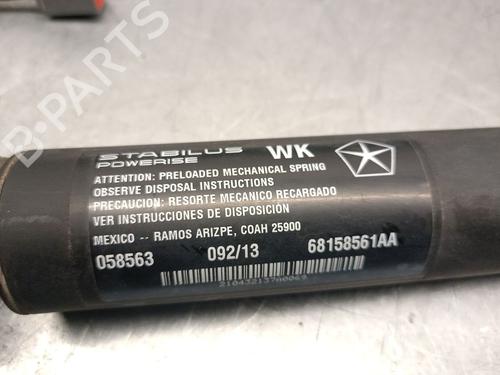 STABILUS
POWERISE
WK
ATTENTION: PRELOADED MECHANICAL SPRING
OBSERVE DISPOSAL INSTRUCTIONS
PRECAUCION: RESORTE MECANICO RECARGADO
VER INSTRUCCIONES DE DISPOSICIÓN
MEXICO -- RAMOS ARIZPE, COAH 25900
058563 092/13 68158561AA
210432137A0069
B-PARTS